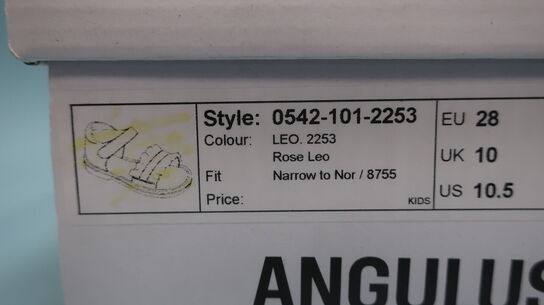 Style: 0542-101-2253
Colour: LEO. 2253
Rose Leo
Fit Narrow to Nor / 8755
Price:
KIDS
EU 28
UK 10
US 10.5
ANGULUS